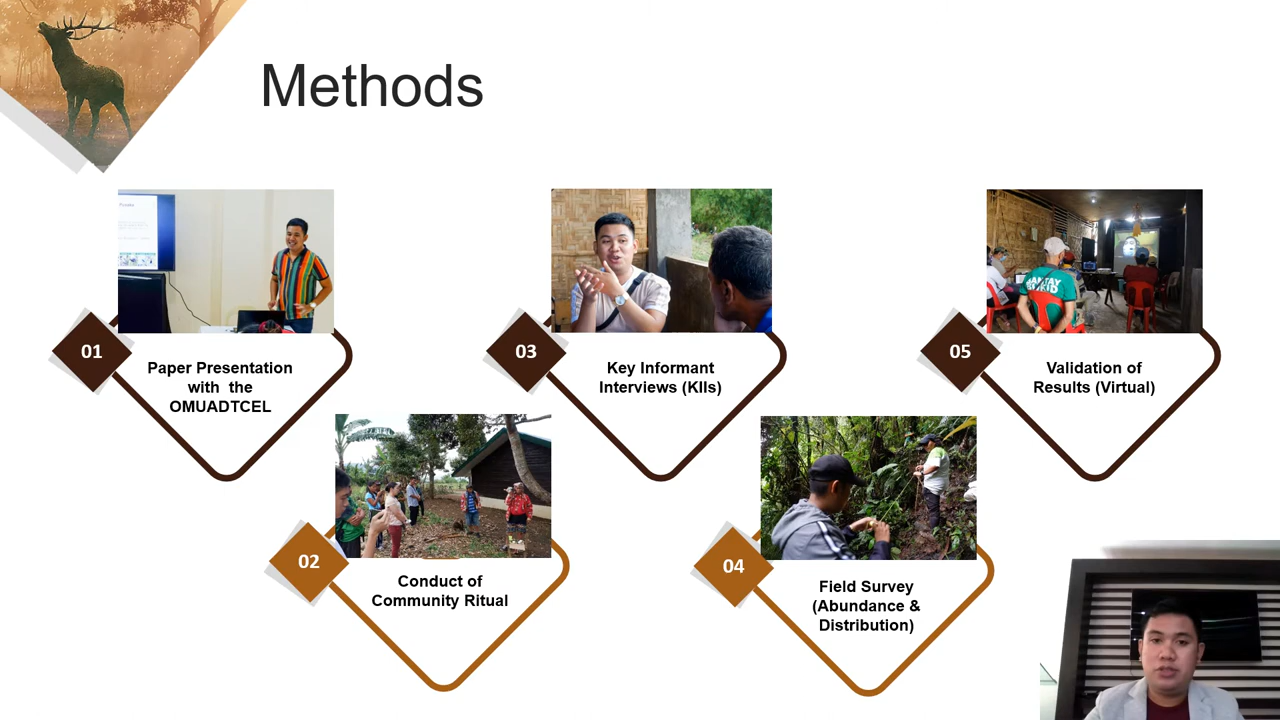 Methods
01
Paper Presentation
with the
OMUADTCEL
02
Conduct of
Community Ritual
03
Key Informant
Interviews (KIIs)
04
Field Survey
(Abundance &
Distribution)
05
Validation of
Results (Virtual)